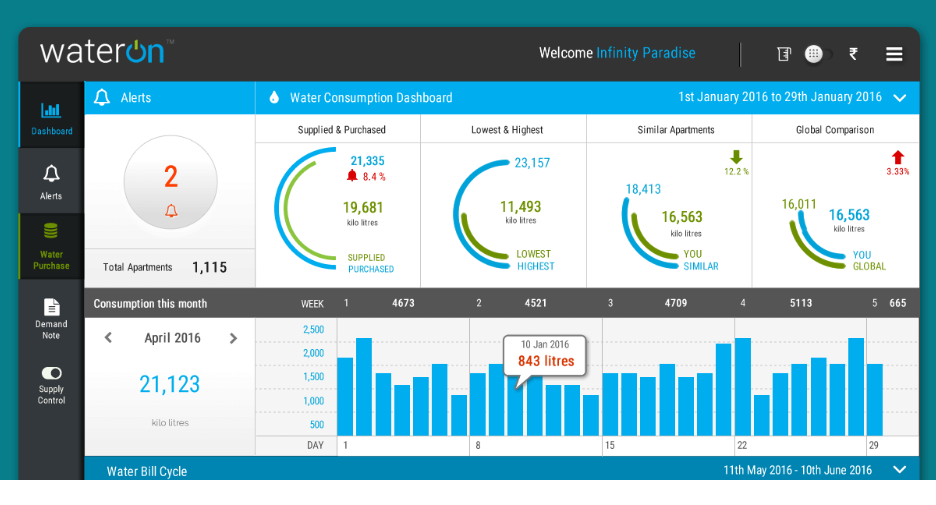 wateron™
Welcome Infinity Paradise
₹
Dashboard
Alerts
Water
Purchase
Demand
Note
Supply
Control
Alerts
2
Total Apartments 1,115
Water Consumption Dashboard
1st January 2016 to 29th January 2016
Supplied & Purchased
21,335
8.4 %
19,681
kilo litres
SUPPLIED
PURCHASED
Lowest & Highest
23,157
11,493
kilo litres
LOWEST
HIGHEST
Similar Apartments
12.2 %
18,413
16,563
kilo litres
YOU
SIMILAR
Global Comparison
3.33%
16,011
16,563
kilo litres
YOU
GLOBAL
Consumption this month
WEEK 1 4673 2 4521 3 4709 4 5113 5 665
April 2016
21,123
kilo litres
2,500
2,000
1,500
1,000
500
10 Jan 2016
843 litres
DAY 1 8 15 22 29
Water Bill Cycle
11th May 2016 - 10th June 2016